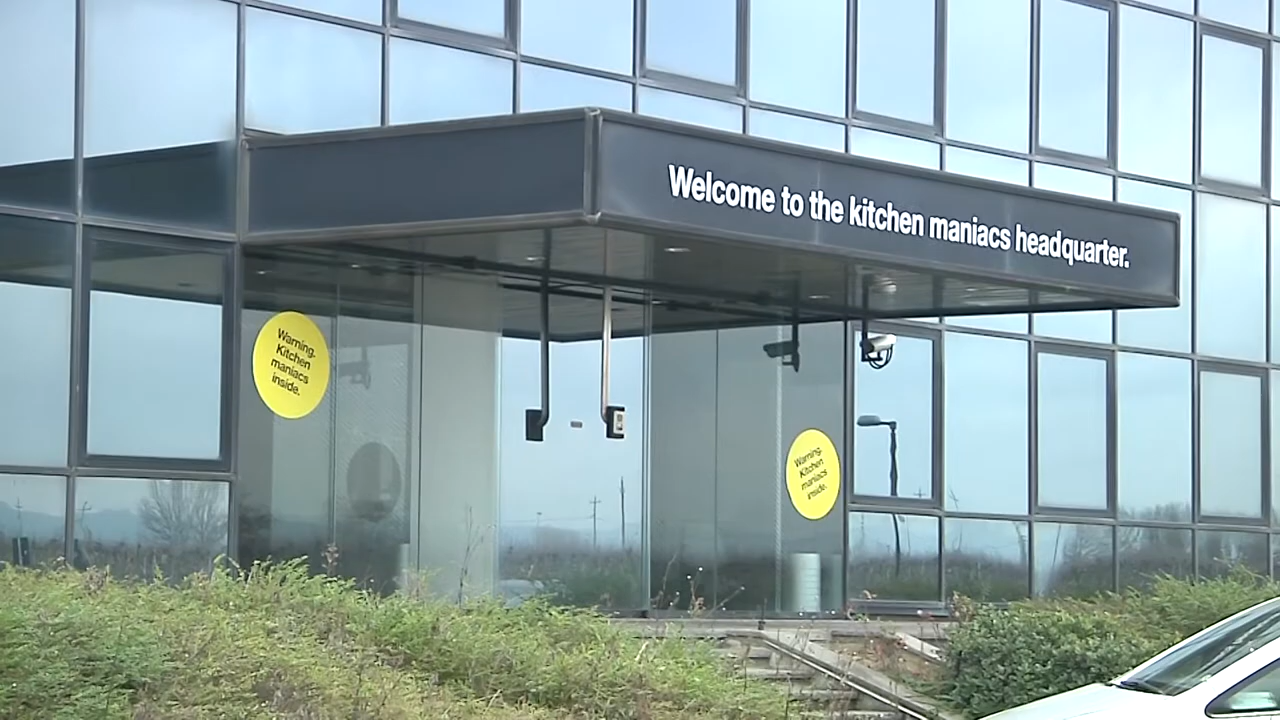 Welcome to the kitchen maniacs headquarter.
Warning.
Kitchen
maniacs
inside.
Warning.
Kitchen
maniacs
inside.